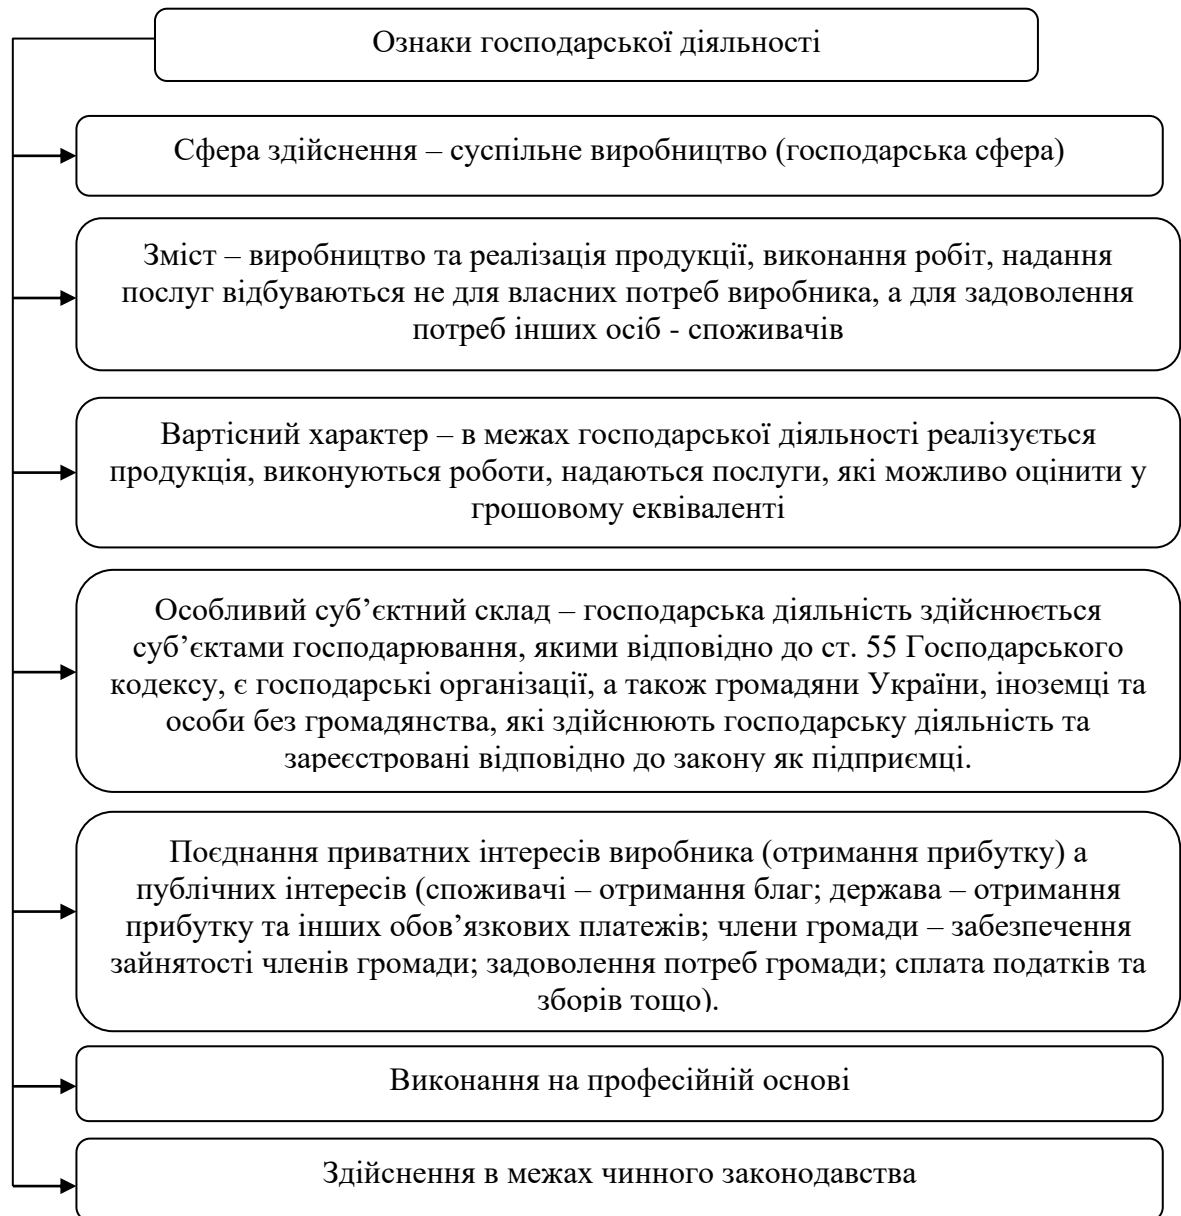 Ознаки господарської діяльності
Сфера здійснення – суспільне виробництво (господарська сфера)
Зміст – виробництво та реалізація продукції, виконання робіт, надання
послуг відбуваються не для власних потреб виробника, а для задоволення
потреб інших осіб - споживачів
Вартісний характер – в межах господарської діяльності реалізується
продукція, виконуються роботи, надаються послуги, які можливо оцінити у
грошовому еквіваленті
Особливий суб’єктний склад – господарська діяльність здійснюється
суб’єктами господарювання, якими відповідно до ст. 55 Господарського
кодексу, є господарські організації, а також громадяни України, іноземці та
особи без громадянства, які здійснюють господарську діяльність та
зареєстровані відповідно до закону як підприємці.
Поєднання приватних інтересів виробника (отримання прибутку) а
публічних інтересів (споживачі – отримання благ; держава – отримання
прибутку та інших обов’язкових платежів; члени громади – забезпечення
зайнятості членів громади; задоволення потреб громади; сплата податків та
зборів тощо).
Виконання на професійній основі
Здійснення в межах чинного законодавства